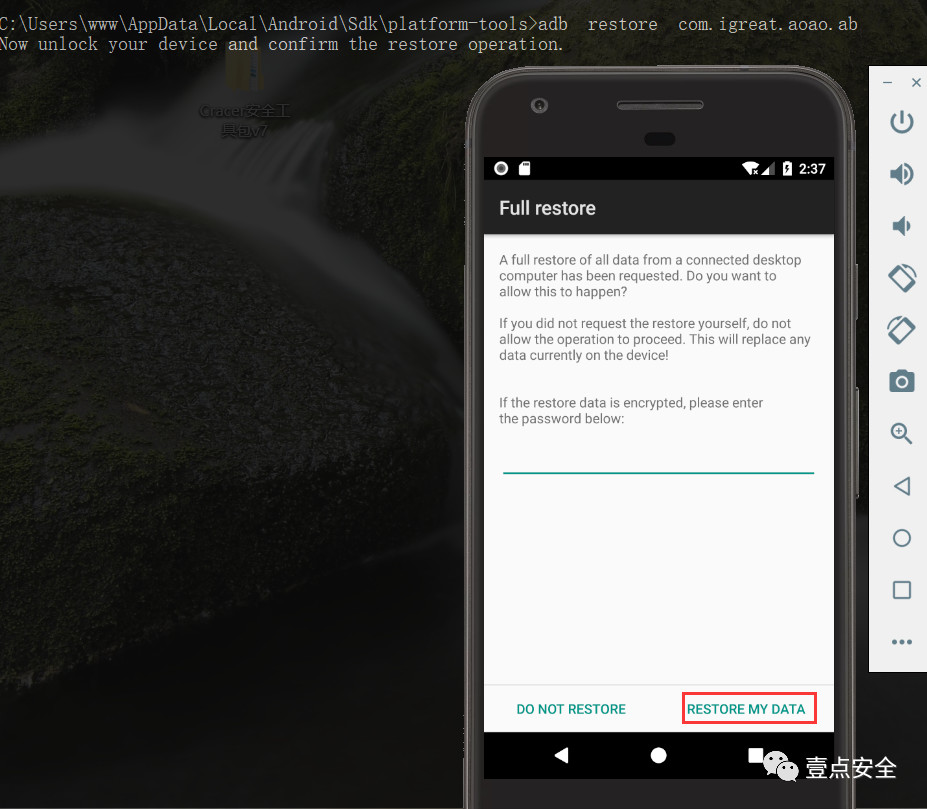 C:\Users\www\AppData\Local\Android\Sdk\platform-tools>adb  restore  com.igreat.aoao.ab
Now unlock your device and confirm the restore operation.
Gracer安全工
具包v7
2:37
Full restore
A full restore of all data from a connected desktop
computer has been requested. Do you want to
allow this to happen?
If you did not request the restore yourself, do not
allow the operation to proceed. This will replace any
data currently on the device!
If the restore data is encrypted, please enter
the password below:
DO NOT RESTORE
RESTORE MY DATA
壹点安全